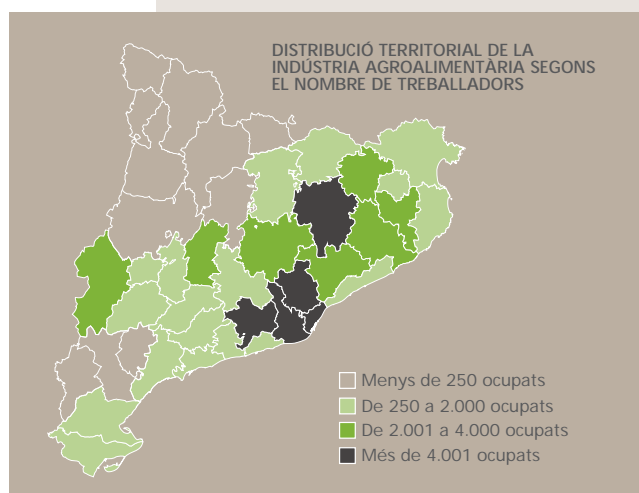 DISTRIBUCIÓ TERRITORIAL DE LA
INDÚSTRIA AGROALIMENTÀRIA SEGONS
EL NOMBRE DE TREBALLADORS
Menys de 250 ocupats
De 250 a 2.000 ocupats
De 2.001 a 4.000 ocupats
Més de 4.001 ocupats